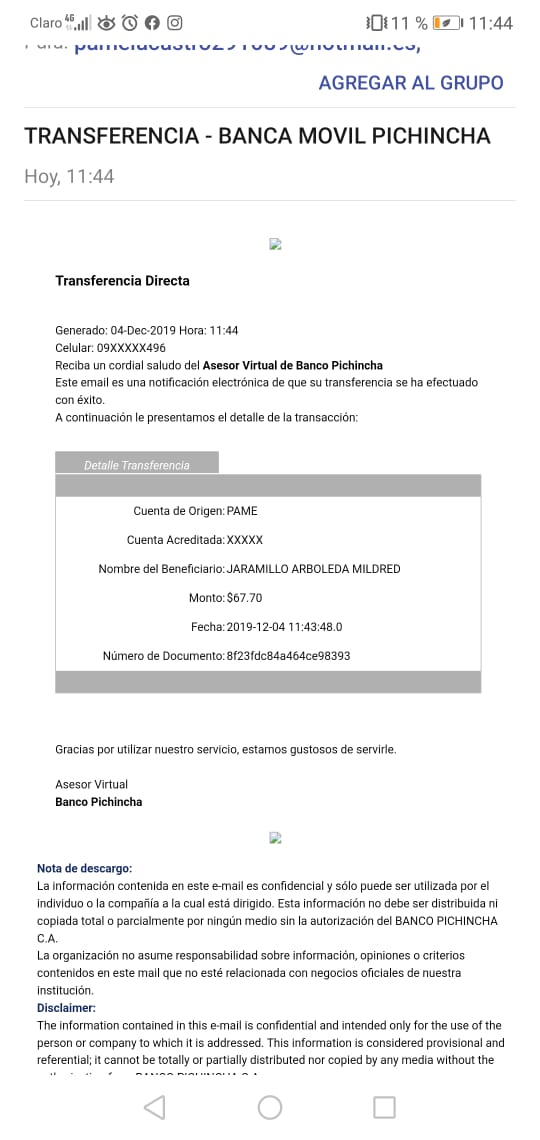 Claro 4G 11 % 11:44
AGREGAR AL GRUPO
TRANSFERENCIA - BANCA MOVIL PICHINCHA
Hoy, 11:44
Transferencia Directa
Generado: 04-Dec-2019 Hora: 11:44
Celular: 09XXXXX496
Reciba un cordial saludo del Asesor Virtual de Banco Pichincha
Este email es una notificación electrónica de que su transferencia se ha efectuado
con éxito.
A continuación le presentamos el detalle de la transacción:
Detalle Transferencia
Cuenta de Origen: PAME
Cuenta Acreditada: XXXXX
Nombre del Beneficiario: JARAMILLO ARBOLEDA MILDRED
Monto: $67.70
Fecha: 2019-12-04 11:43:48.0
Número de Documento: 8f23fdc84a464ce98393
Gracias por utilizar nuestro servicio, estamos gustosos de servirle.
Asesor Virtual
Banco Pichincha
Nota de descargo:
La información contenida en este e-mail es confidencial y sólo puede ser utilizada por el
individuo o la compañía a la cual está dirigido. Esta información no debe ser distribuida ni
copiada total o parcialmente por ningún medio sin la autorización del BANCO PICHINCHA
C.A.
La organización no asume responsabilidad sobre información, opiniones o criterios
contenidos en este mail que no esté relacionada con negocios oficiales de nuestra
institución.
Disclaimer:
The information contained in this e-mail is confidential and intended only for the use of the
person or company to which it is addressed. This information is considered provisional and
referential; it cannot be totally or partially distributed nor copied by any media without the